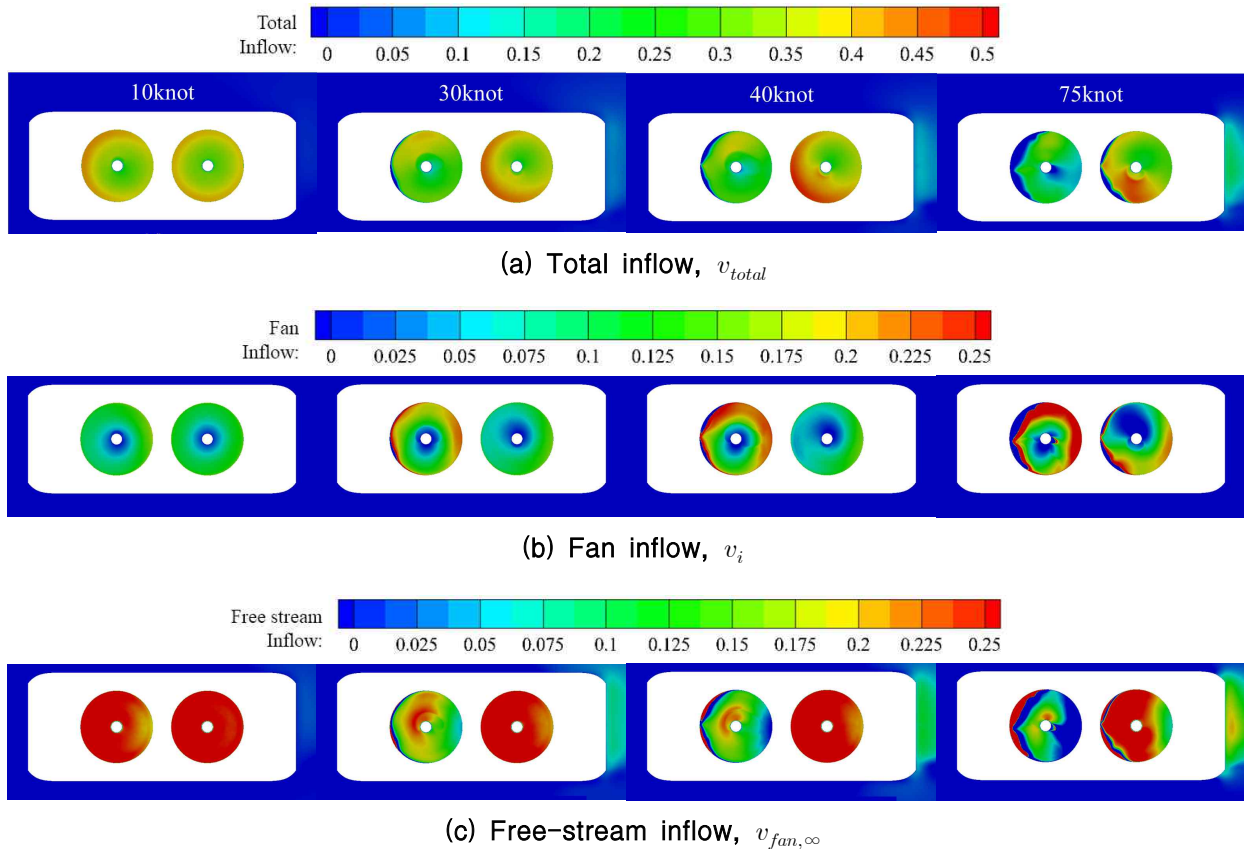 Total
Inflow:
0 0.05 0.1 0.15 0.2 0.25 0.3 0.35 0.4 0.45 0.5
10knot 30knot 40knot 75knot
(a) Total inflow, v_{total}
Fan
Inflow:
0 0.025 0.05 0.075 0.1 0.125 0.15 0.175 0.2 0.225 0.25
(b) Fan inflow, v_i
Free stream
Inflow:
0 0.025 0.05 0.075 0.1 0.125 0.15 0.175 0.2 0.225 0.25
(c) Free-stream inflow, v_{fan,∞}